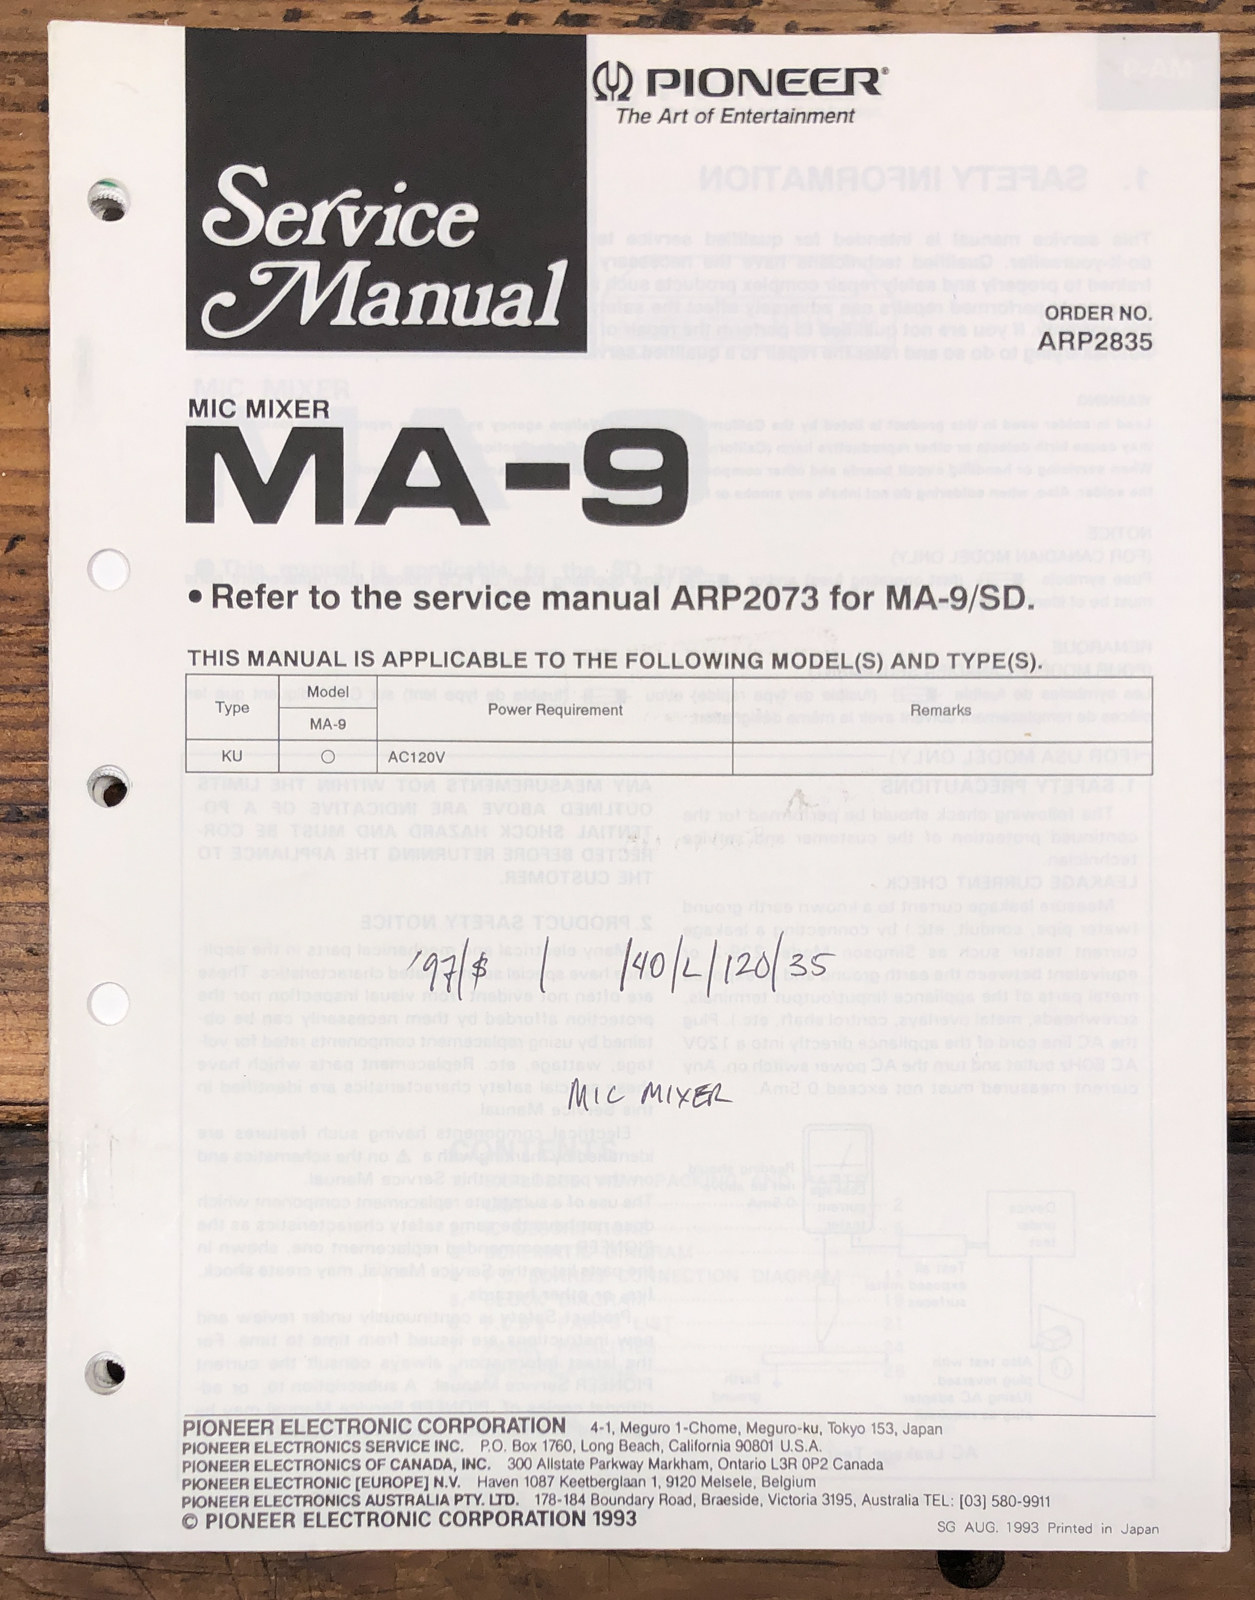 PIONEER®
The Art of Entertainment
Service
Manual
ORDER NO.
ARP2835
MIC MIXER
MA-9
• Refer to the service manual ARP2073 for MA-9/SD.
THIS MANUAL IS APPLICABLE TO THE FOLLOWING MODEL(S) AND TYPE(S).
Type Model Power Requirement Remarks
MA-9
KU ○ AC120V
'97/$ / /40/L/120/35
MIC MIXER
PIONEER ELECTRONIC CORPORATION 4-1, Meguro 1-Chome, Meguro-ku, Tokyo 153, Japan
PIONEER ELECTRONICS SERVICE INC. P.O. Box 1760, Long Beach, California 90801 U.S.A.
PIONEER ELECTRONICS OF CANADA, INC. 300 Allstate Parkway Markham, Ontario L3R 0P2 Canada
PIONEER ELECTRONIC [EUROPE] N.V. Haven 1087 Keetberglaan 1, 9120 Melsele, Belgium
PIONEER ELECTRONICS AUSTRALIA PTY. LTD. 178-184 Boundary Road, Braeside, Victoria 3195, Australia TEL: [03] 580-9911
© PIONEER ELECTRONIC CORPORATION 1993
SG AUG. 1993 Printed in Japan